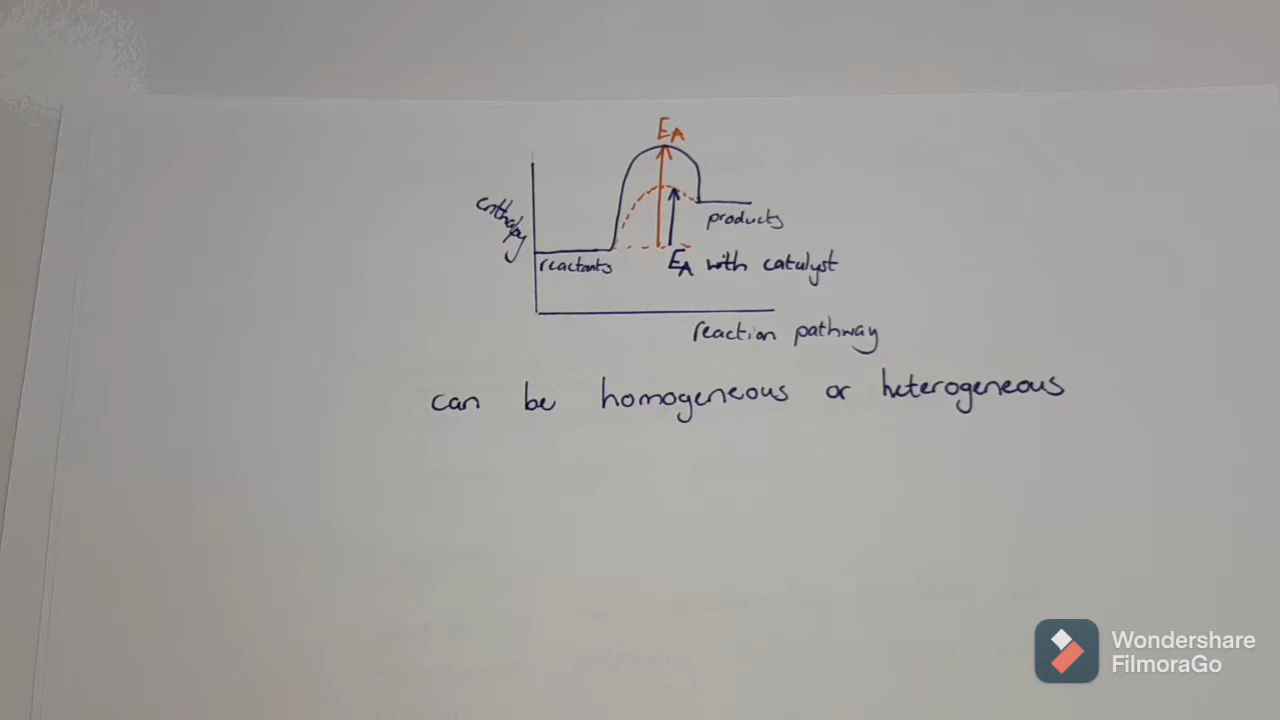 EA
enthalpy
products
reactants
EA with catalyst
reaction pathway
can be homogeneous or heterogeneous
Wondershare
FilmoraGo